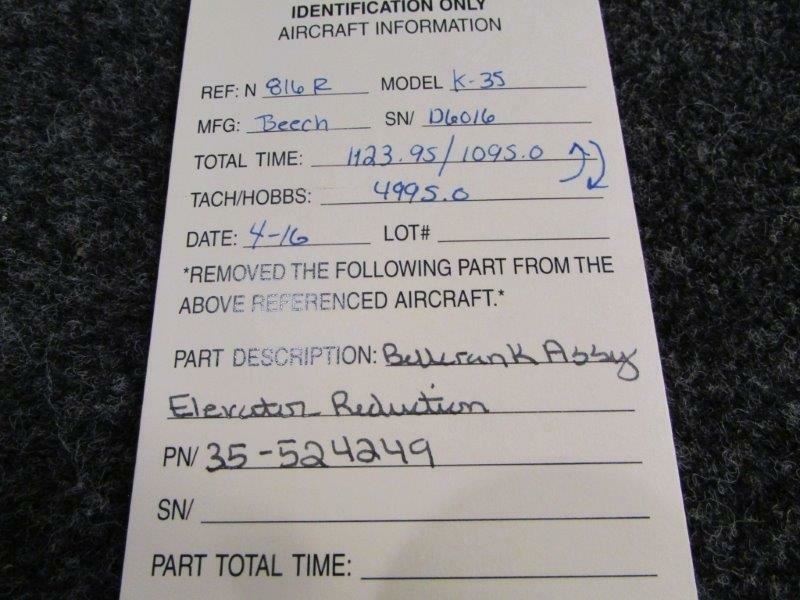 IDENTIFICATION ONLY
AIRCRAFT INFORMATION
REF: N 816R MODEL K-35
MFG: Beech SN/ D6016
TOTAL TIME: 1123.95/1095.0
TACH/HOBBS: 4995.0
DATE: 4-16 LOT#
*REMOVED THE FOLLOWING PART FROM THE
ABOVE REFERENCED AIRCRAFT.*
PART DESCRIPTION: Bellcrank Assy
Elevator Reduction
PN/ 35-524249
SN/
PART TOTAL TIME: